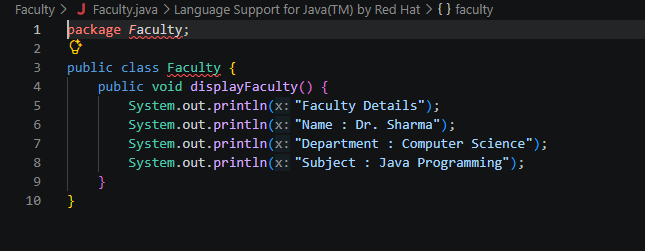 Faculty > J Faculty.java > Language Support for Java(TM) by Red Hat > {} faculty
1 package Faculty;
2
3 public class Faculty {
4     public void displayFaculty() {
5         System.out.println(x: "Faculty Details");
6         System.out.println(x: "Name : Dr. Sharma");
7         System.out.println(x: "Department : Computer Science");
8         System.out.println(x: "Subject : Java Programming");
9     }
10 }